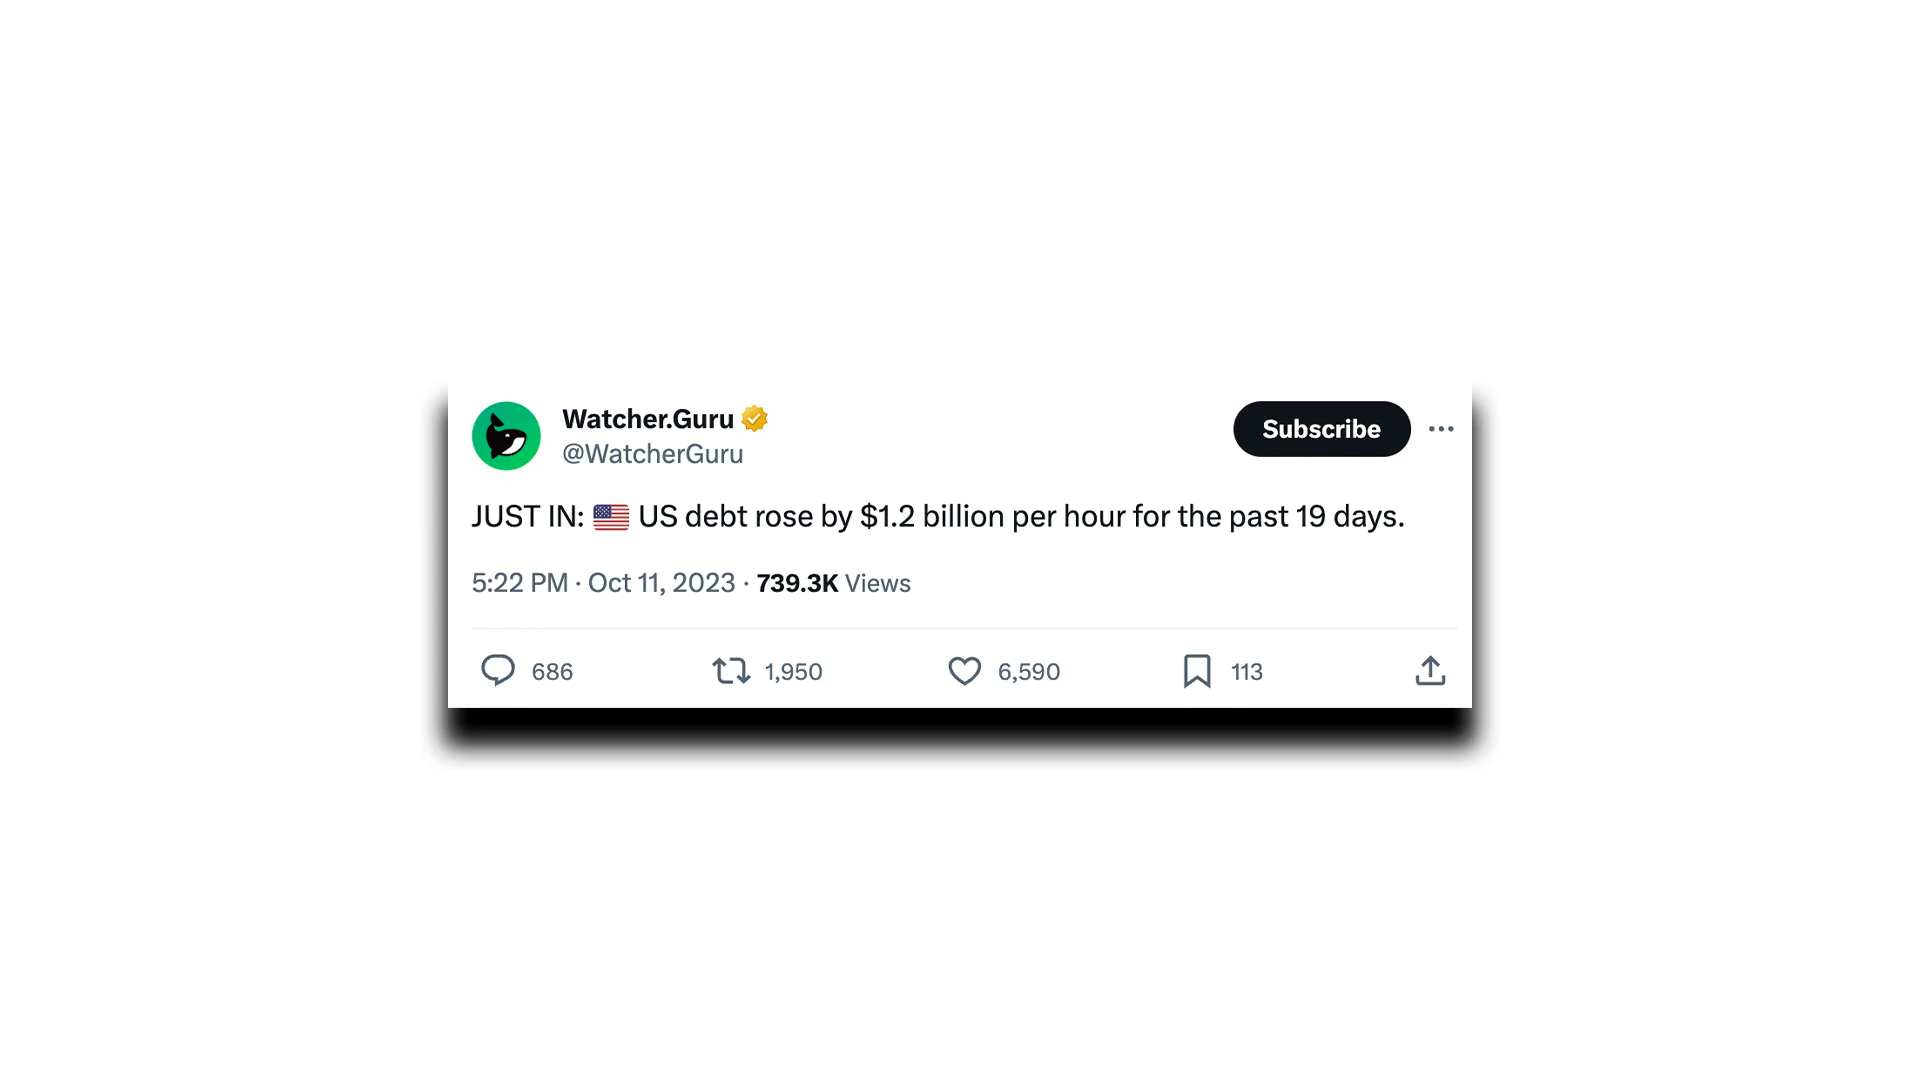 Watcher.Guru
@WatcherGuru
Subscribe
JUST IN: 🇺🇸 US debt rose by $1.2 billion per hour for the past 19 days.
5:22 PM · Oct 11, 2023 · 739.3K Views
686 1,950 6,590 113